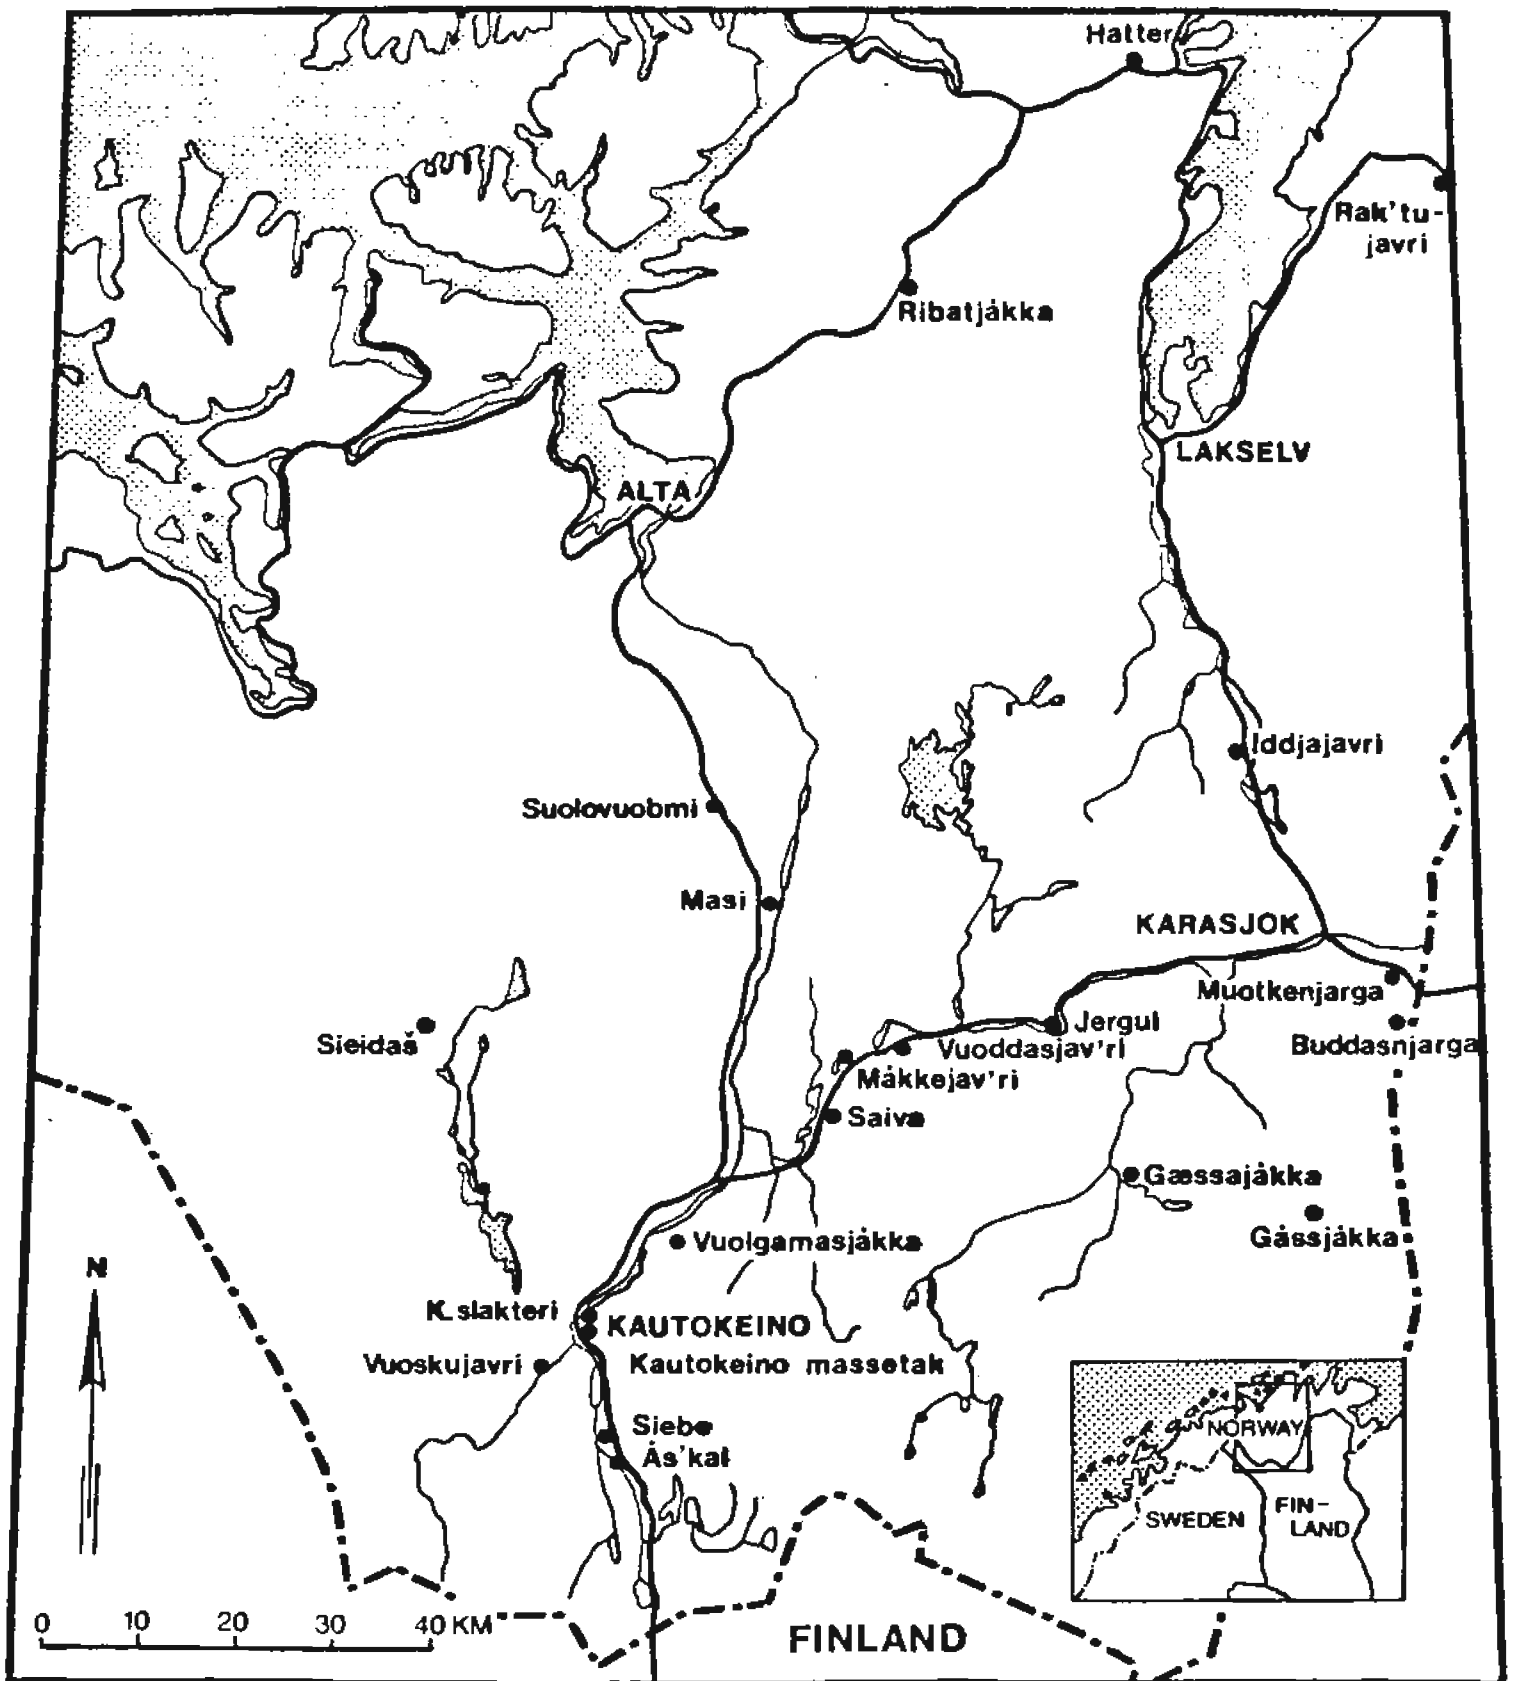 Hatter
Rak'tu-
javri
Ribatjåkka
LAKSELV
ALTA
Iddjajavri
Suolovuobmi
Masi
KARASJOK
Muotkenjarga
Sieidaš
Jergul
Buddasnjarga
Vuoddasjav'ri
Måkkejav'ri
Saiva
Gæssajåkka
Gåssjåkka
Vuolgamasjåkka
N
K.slakteri
KAUTOKEINO
Vuoskujavri
Kautokeino massetak
Siebe
Ås'kal
NORWAY
SWEDEN
FIN-
LAND
0 10 20 30 40 KM
FINLAND